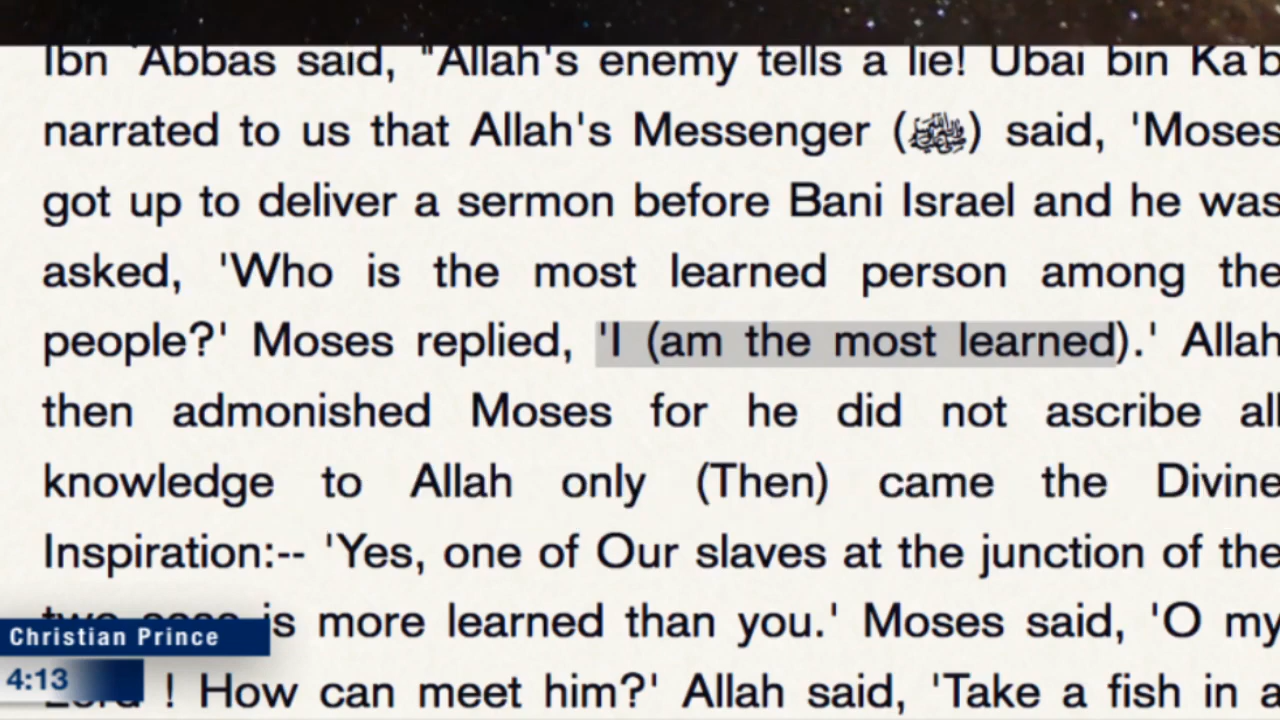 Ibn 'Abbas said, "Allah's enemy tells a lie! Ubai bin Ka'b
narrated to us that Allah's Messenger (ﷺ) said, 'Moses
got up to deliver a sermon before Bani Israel and he was
asked, 'Who is the most learned person among the
people?' Moses replied, 'I (am the most learned).' Allah
then admonished Moses for he did not ascribe all
knowledge to Allah only (Then) came the Divine
Inspiration:-- 'Yes, one of Our slaves at the junction of the
is more learned than you.' Moses said, 'O my
Christian Prince
! How can meet him?' Allah said, 'Take a fish in a
4:13